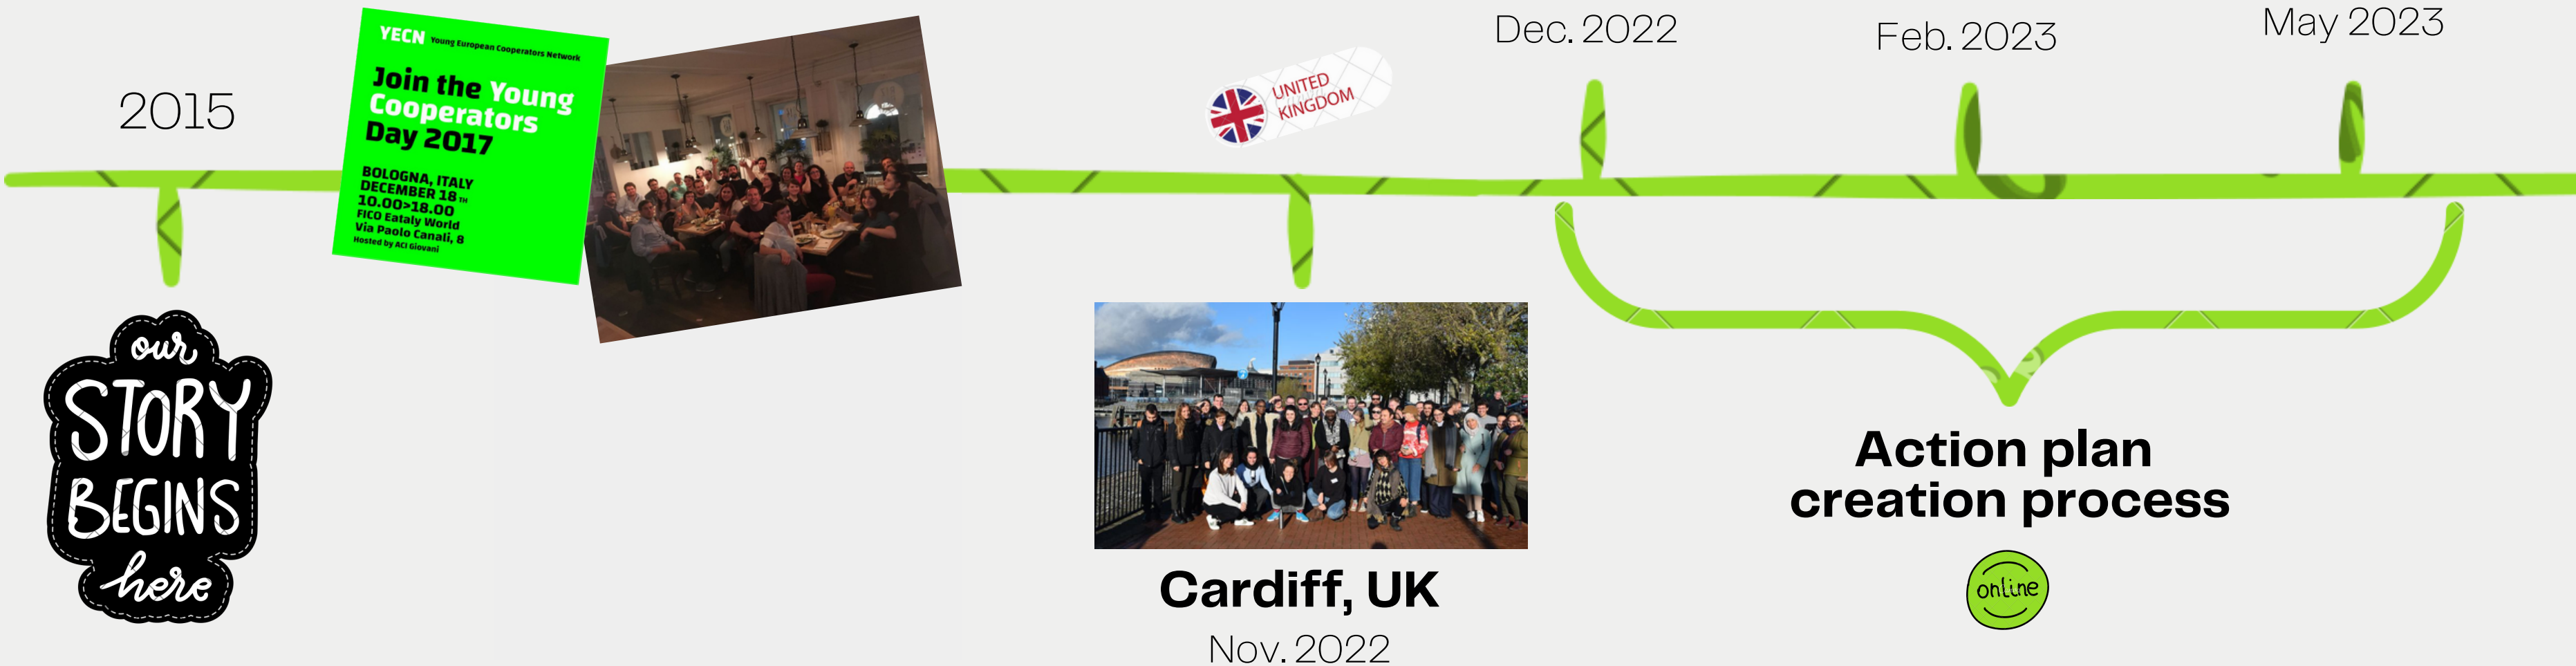 2015
our
STORY
BEGINS
here
YECN Young European Cooperators Network
Join the Young
Cooperators
Day 2017
BOLOGNA, ITALY
DECEMBER 18TH
10.00>18.00
FICO Eataly World
Via Paolo Canali, 8
Hosted by ACI Giovani
UNITED
KINGDOM
Cardiff, UK
Nov. 2022
Dec. 2022
Feb. 2023
May 2023
Action plan
creation process
online